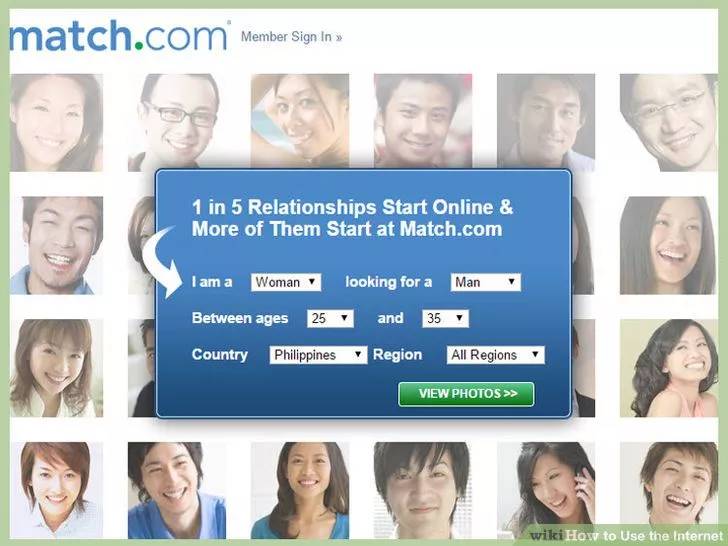 match.com
Member Sign In »
1 in 5 Relationships Start Online &
More of Them Start at Match.com
I am a Woman looking for a Man
Between ages 25 and 35
Country Philippines Region All Regions
VIEW PHOTOS >>
wikiHow to Use the Internet